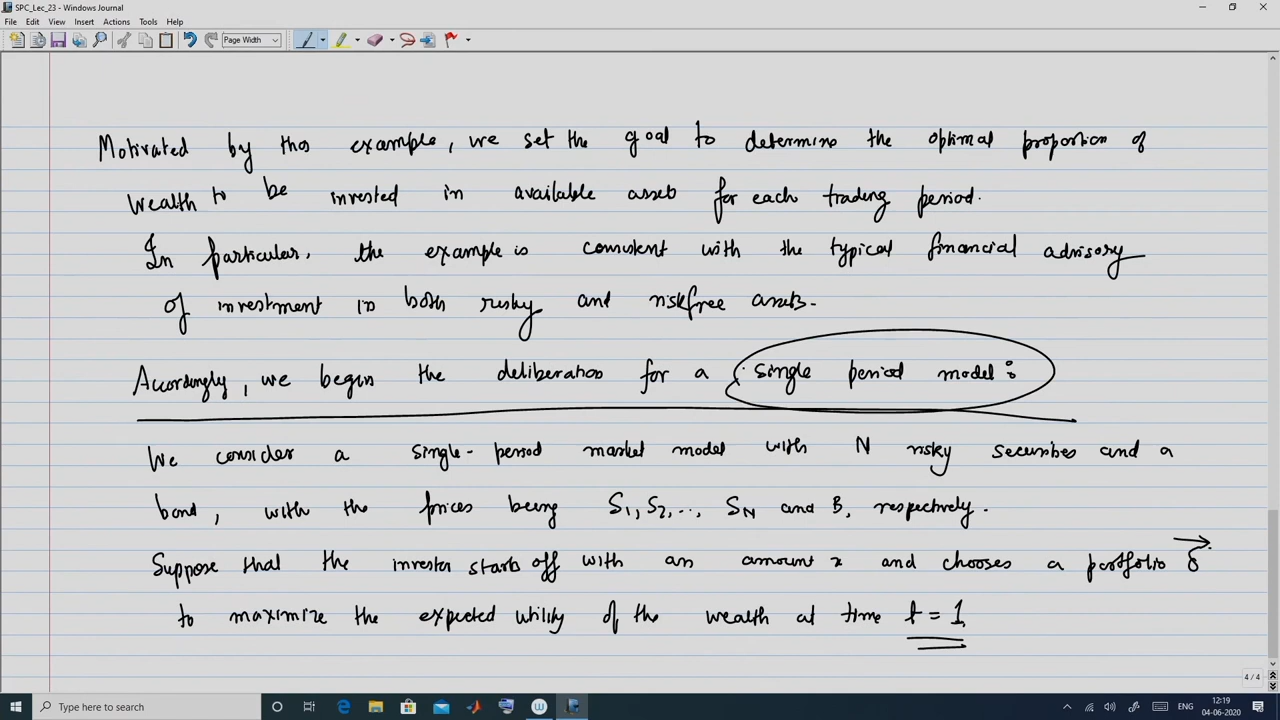 SPC_Lec_23 - Windows Journal
File Edit View Insert Actions Tools Help
Page Width
Motivated by this example, we set the goal to determine the optimal proportion of
wealth to be invested in available assets for each trading period.
In particular, the example is consistent with the typical financial advisory
of investment in both risky and riskfree assets.
Accordingly, we begin the deliberation for a single period model:
We consider a single-period market model with N risky securities and a
bond, with the prices being S₁, S₂, ..., S_N and B, respectively.
Suppose that the investor starts off with an amount x and chooses a portfolio δ⃗
to maximize the expected utility of the wealth at time t = 1.
4/4
Type here to search
ENG
12:19
04-06-2020